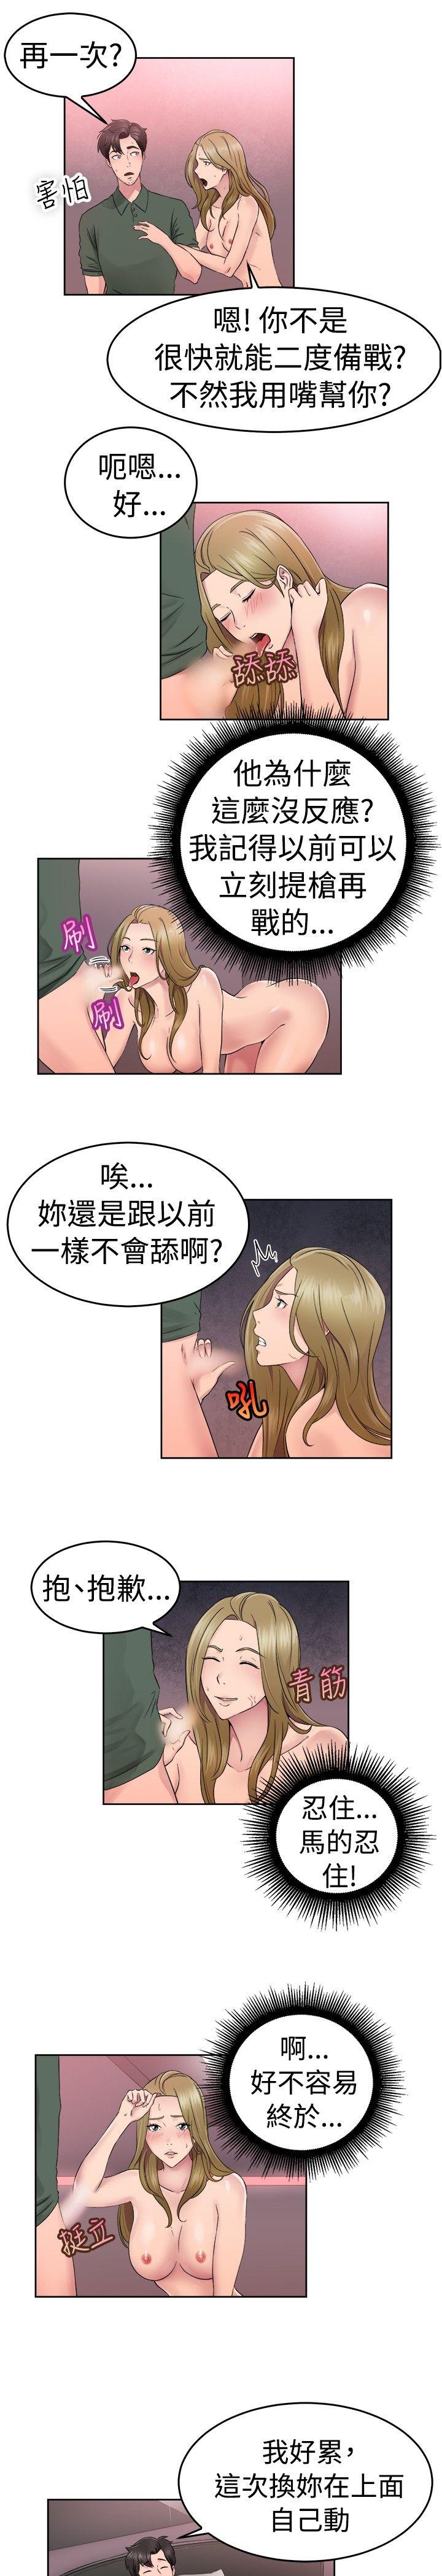 再一次?
害怕
嗯! 你不是
很快就能二度備戰?
不然我用嘴幫你?
呃嗯...
好...
舔舔
他為什麼
這麼沒反應?
我記得以前可以
立刻提槍再
戰的...
刷
刷
唉...
妳還是跟以前
一樣不會舔啊?
吼
抱、抱歉...
青筋
忍住...
馬的忍
住!
啊...
好不容易
終於...
挺立
我好累,
這次換妳在上面
自己動